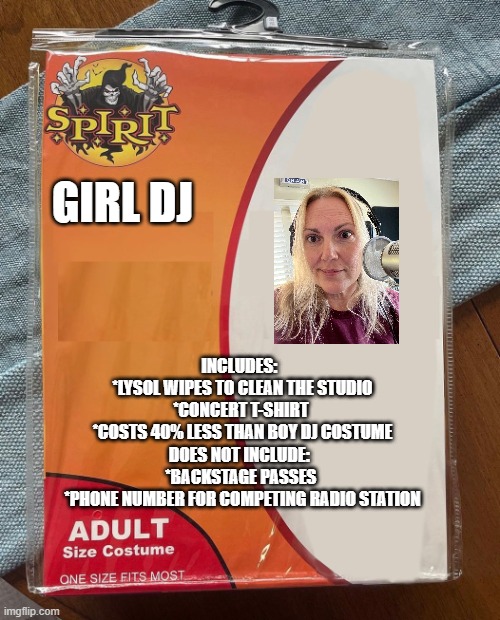 SPIRIT
GIRL DJ
INCLUDES:
*LYSOL WIPES TO CLEAN THE STUDIO
*CONCERT T-SHIRT
*COSTS 40% LESS THAN BOY DJ COSTUME
DOES NOT INCLUDE:
*BACKSTAGE PASSES
*PHONE NUMBER FOR COMPETING RADIO STATION
ADULT
Size Costume
ONE SIZE FITS MOST
imgflip.com